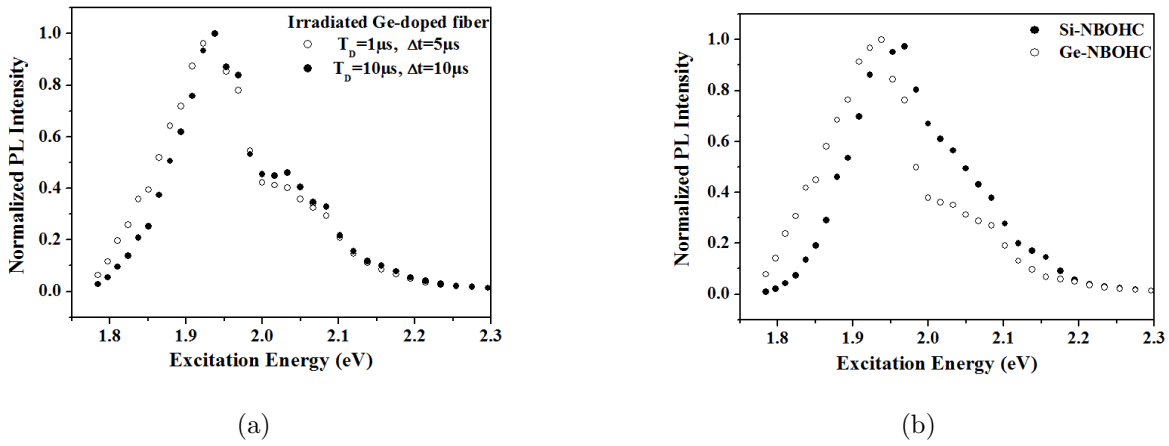 Irradiated Ge-doped fiber
T_D=1µs, Δt=5µs
T_D=10µs, Δt=10µs
Normalized PL Intensity
1.0
0.8
0.6
0.4
0.2
0.0
1.8 1.9 2.0 2.1 2.2 2.3
Excitation Energy (eV)
(a)
Si-NBOHC
Ge-NBOHC
Normalized PL Intensity
1.0
0.8
0.6
0.4
0.2
0.0
1.8 1.9 2.0 2.1 2.2 2.3
Excitation Energy (eV)
(b)